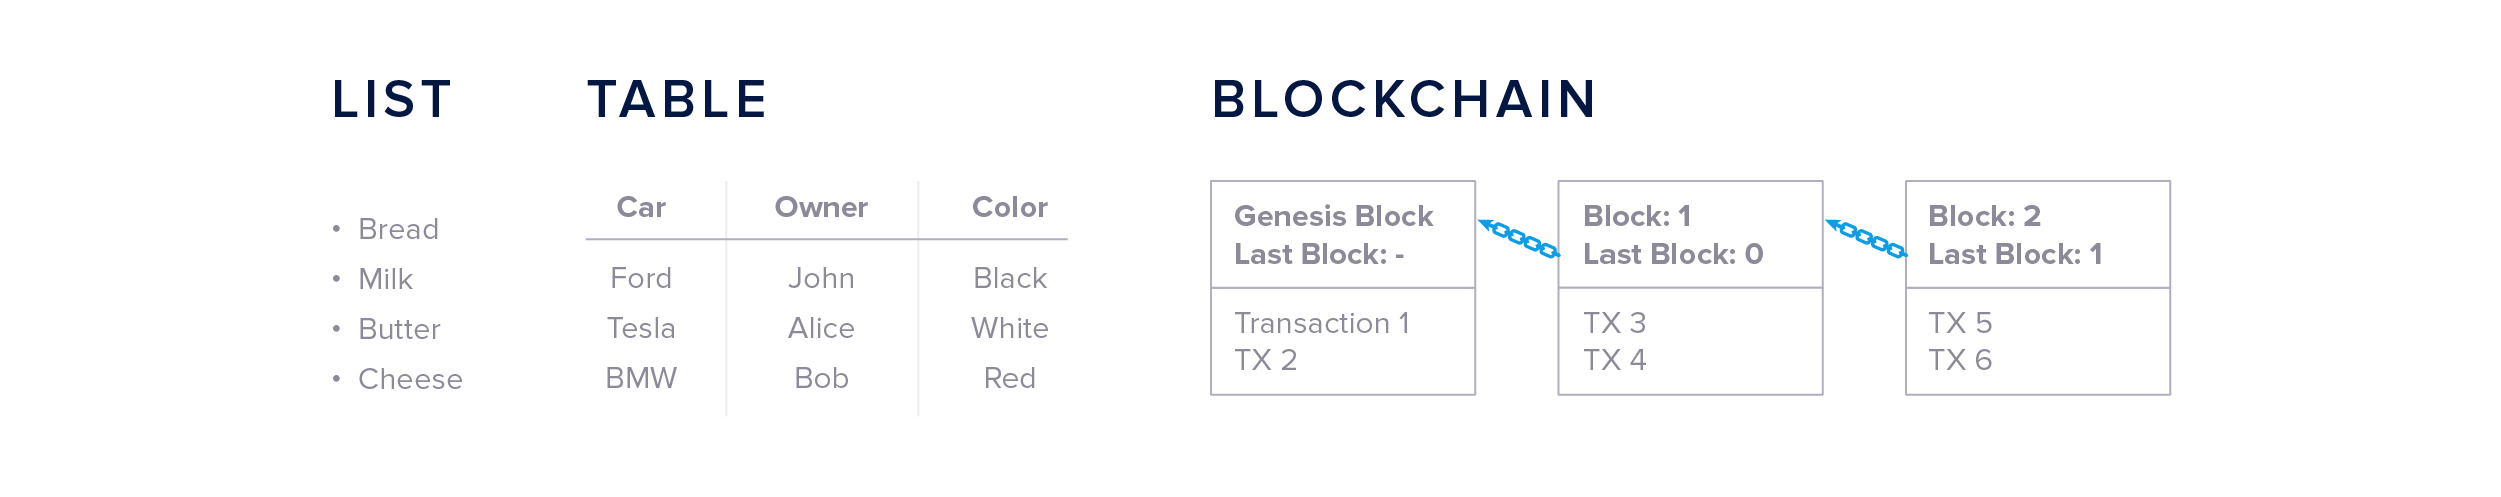 LIST
• Bread
• Milk
• Butter
• Cheese
TABLE
Car Owner Color
Ford John Black
Tesla Alice White
BMW Bob Red
BLOCKCHAIN
Genesis Block
Last Block: -
Transaction 1
TX 2
Block: 1
Last Block: 0
TX 3
TX 4
Block: 2
Last Block: 1
TX 5
TX 6